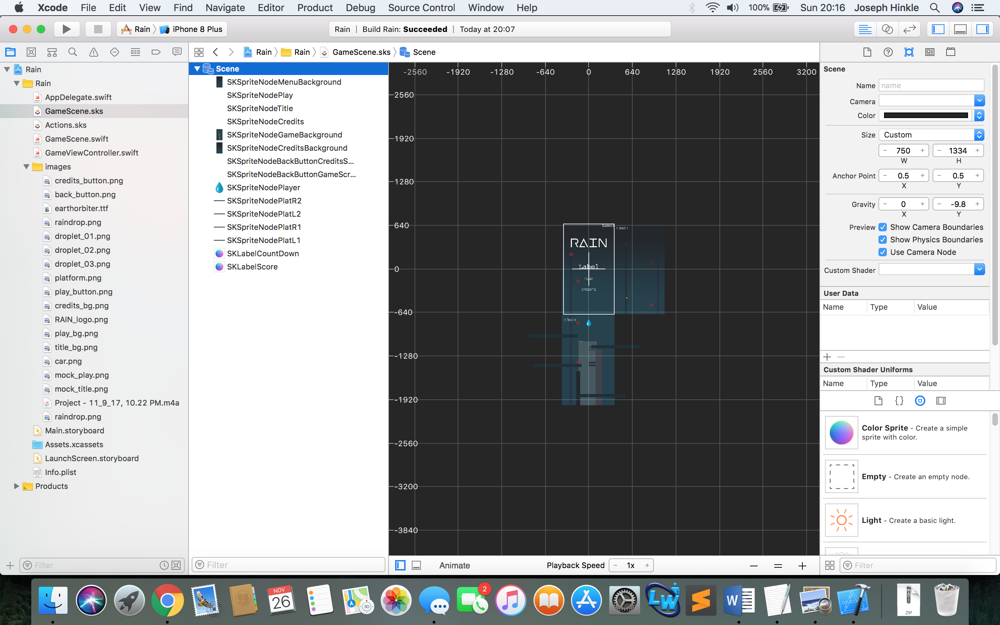 Xcode File Edit View Find Navigate Editor Product Debug Source Control Window Help 100% Sun 20:16 Joseph Hinkle
Rain iPhone 8 Plus Rain Build Rain: Succeeded Today at 20:07
Rain Rain GameScene.sks Scene
Rain
Rain
AppDelegate.swift
GameScene.sks
Actions.sks
GameScene.swift
GameViewController.swift
images
credits_button.png
back_button.png
earthorbiter.ttf
raindrop.png
droplet_01.png
droplet_02.png
droplet_03.png
platform.png
play_button.png
credits_bg.png
RAIN_logo.png
play_bg.png
title_bg.png
car.png
mock_play.png
mock_title.png
Project - 11_9_17, 10.22 PM.m4a
raindrop.png
Main.storyboard
Assets.xcassets
LaunchScreen.storyboard
Info.plist
Products
Filter
Scene
SKSpriteNodeMenuBackground
SKSpriteNodePlay
SKSpriteNodeTitle
SKSpriteNodeCredits
SKSpriteNodeGameBackground
SKSpriteNodeCreditsBackground
SKSpriteNodeBackButtonCreditsS...
SKSpriteNodeBackButtonGameScr...
SKSpriteNodePlayer
SKSpriteNodePlatR2
SKSpriteNodePlatL2
SKSpriteNodePlatR1
SKSpriteNodePlatL1
SKLabelCountDown
SKLabelScore
Filter
-2560 -1920 -1280 -640 0 640 1280 1920 2560 3200
2560
1920
1280
640
0
-640
-1280
-1920
-2560
-3200
-3840
Label
( BACK
RAIN
Label
PLAY
CREDITS
( BACK
Animate
Playback Speed - 1x +
Scene
Name name
Camera
Color
Size Custom
- 750 + - 1334 +
W H
Anchor Point - 0.5 + - 0.5 +
X Y
Gravity - 0 + - -9.8 +
X Y
Preview Show Camera Boundaries
Show Physics Boundaries
Use Camera Node
Custom Shader
User Data
Name Type Value
Custom Shader Uniforms
Name Type Value
{}
Color Sprite - Create a simple
sprite with color.
Empty - Create an empty node.
Light - Create a basic light.
Filter
NOV
26
3D
2
LW
W
ZIP